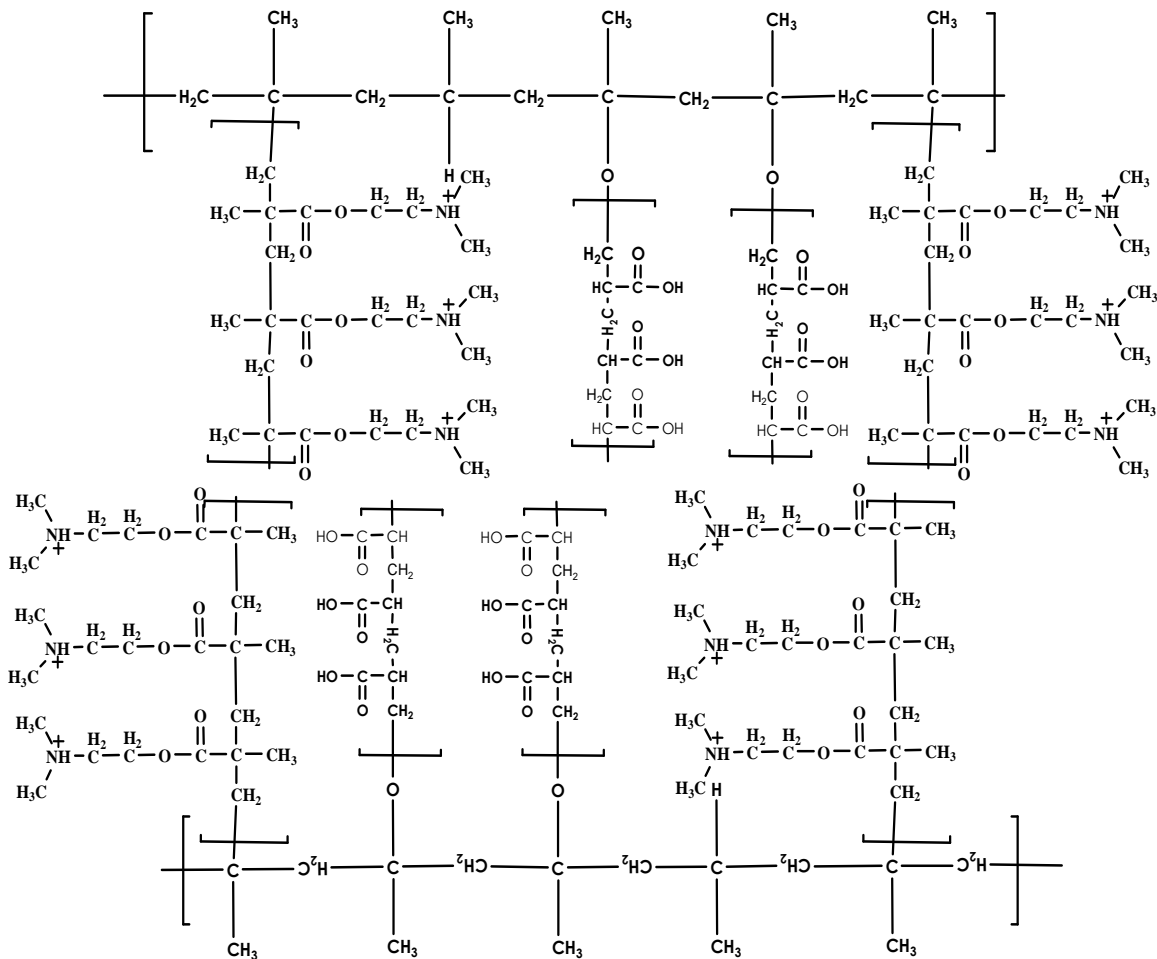 CH₃ CH₃ CH₃ CH₃ CH₃
H₂C C CH₂ C CH₂ C CH₂ C CH₂ C
H₂C H O O H₂C
H₃C C C O C H₂ C H₂ NH + CH₃ CH₃ O CH₂
H₂C HC C O OH
H₂C HC C O OH
H₃C C C O C H₂ C H₂ NH + CH₃ CH₃ O CH₂
H₃C C C O C H₂ C H₂ NH + CH₃ CH₃ O H₂C
H₂C CH C O OH
H₂C CH C O OH
H₃C C C O C H₂ C H₂ NH + CH₃ CH₃ O H₂C
H₃C C C O C H₂ C H₂ NH + CH₃ CH₃ O
H₂C HC C O OH
H₂C HC C O OH
H₃C C C O C H₂ C H₂ NH + CH₃ CH₃ O
H₃C H₃C NH + H₂ C H₂ C O C O C CH₃
HO C O CH CH₂
HO C O CH CH₂
H₃C H₃C NH + H₂ C H₂ C O C O C CH₃
H₃C H₃C NH + H₂ C H₂ C O C O C CH₃ CH₂
HO C O CH H₂C
HO C O CH H₂C
H₃C H₃C NH + H₂ C H₂ C O C O C CH₃ CH₂
H₃C H₃C NH + H₂ C H₂ C O C O C CH₃ CH₂
HO C O CH CH₂
HO C O CH CH₂
H₃C H₃C NH + H₂ C H₂ C O C O C CH₃ CH₂
CH₂ O O H CH₂
C CH₂ C CH₂ C CH₂ C CH₂ C CH₂
CH₃ CH₃ CH₃ CH₃ CH₃